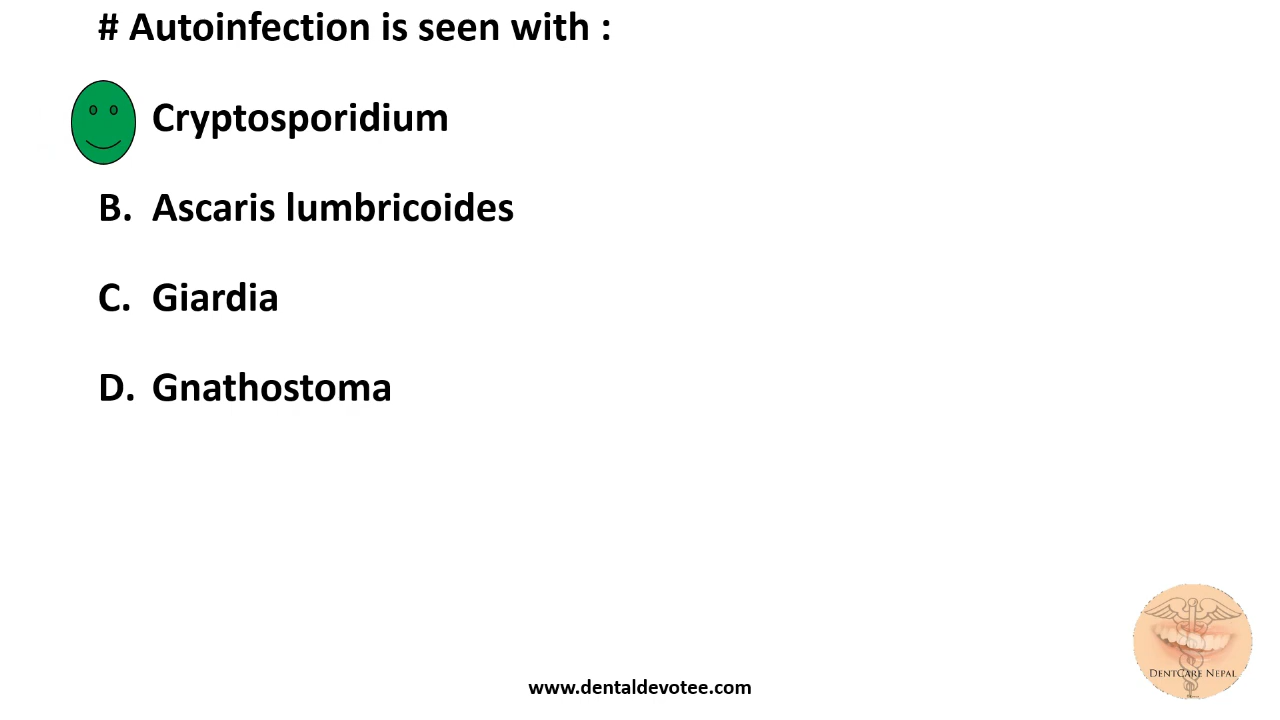 # Autoinfection is seen with :
Cryptosporidium
B. Ascaris lumbricoides
C. Giardia
D. Gnathostoma
DentCare Nepal
www.dentaldevotee.com